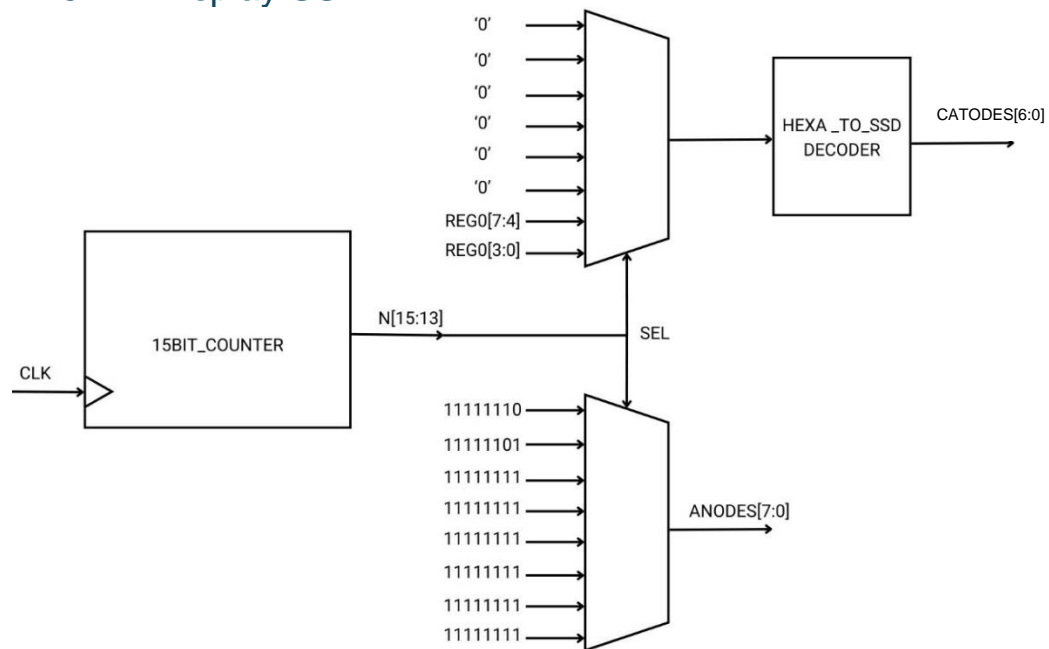 '0'
'0'
'0'
'0'
'0'
'0'
REG0[7:4]
REG0[3:0]
HEXA _TO_SSD
DECODER
CATODES[6:0]
N[15:13]
15BIT_COUNTER
SEL
CLK
11111110
11111101
11111111
11111111
11111111
11111111
11111111
11111111
ANODES[7:0]